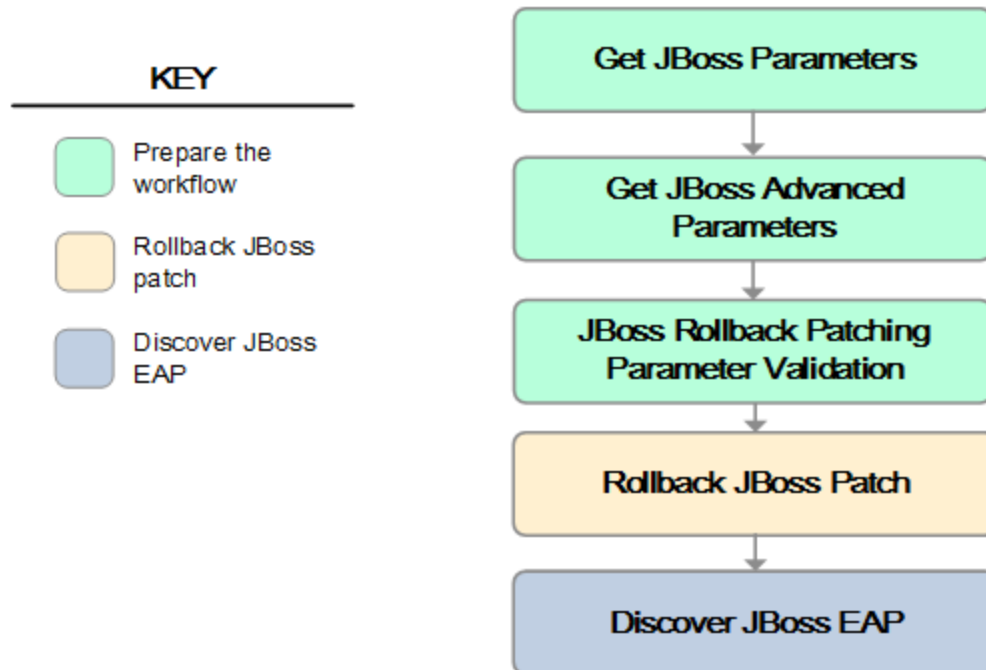 KEY
Prepare the
workflow
Rollback JBoss
patch
Discover JBoss
EAP
Get JBoss Parameters
Get JBoss Advanced
Parameters
JBoss Rollback Patching
Parameter Validation
Rollback JBoss Patch
Discover JBoss EAP